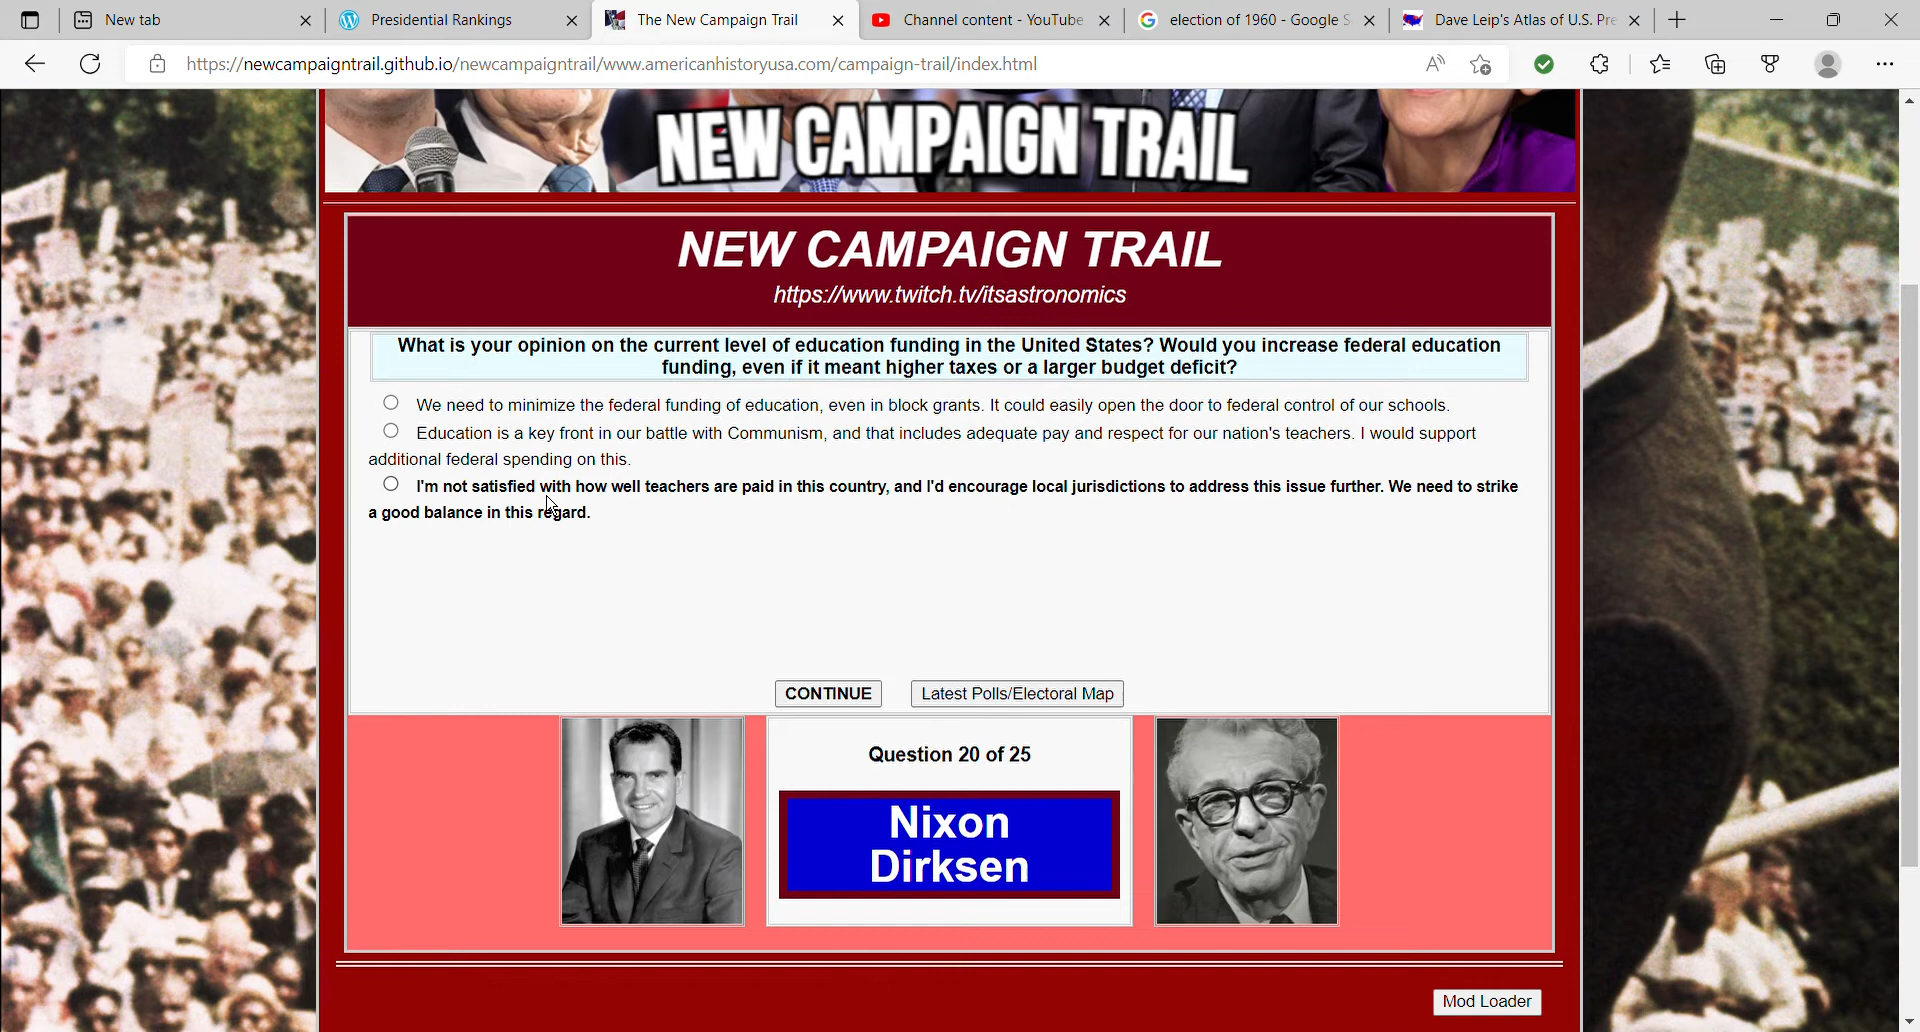 New tab
Presidential Rankings
The New Campaign Trail
Channel content - YouTube
election of 1960 - Google S
Dave Leip's Atlas of U.S. Pre
https://newcampaigntrail.github.io/newcampaigntrail/www.americanhistoryusa.com/campaign-trail/index.html
NEW CAMPAIGN TRAIL
NEW CAMPAIGN TRAIL
https://www.twitch.tv/itsastronomics
What is your opinion on the current level of education funding in the United States? Would you increase federal education
funding, even if it meant higher taxes or a larger budget deficit?
We need to minimize the federal funding of education, even in block grants. It could easily open the door to federal control of our schools.
Education is a key front in our battle with Communism, and that includes adequate pay and respect for our nation's teachers. I would support
additional federal spending on this.
I'm not satisfied with how well teachers are paid in this country, and I'd encourage local jurisdictions to address this issue further. We need to strike
a good balance in this regard.
CONTINUE
Latest Polls/Electoral Map
Question 20 of 25
Nixon
Dirksen
Mod Loader